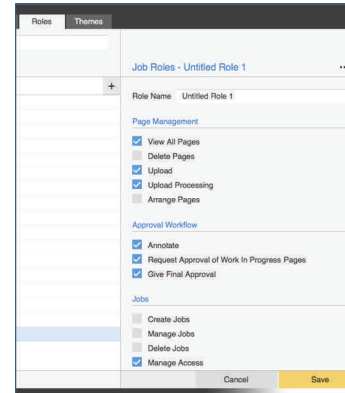 Roles Themes
Job Roles - Untitled Role 1 ...
+
Role Name Untitled Role 1
Page Management
View All Pages
Delete Pages
Upload
Upload Processing
Arrange Pages
Approval Workflow
Annotate
Request Approval of Work In Progress Pages
Give Final Approval
Jobs
Create Jobs
Manage Jobs
Delete Jobs
Manage Access
Cancel Save